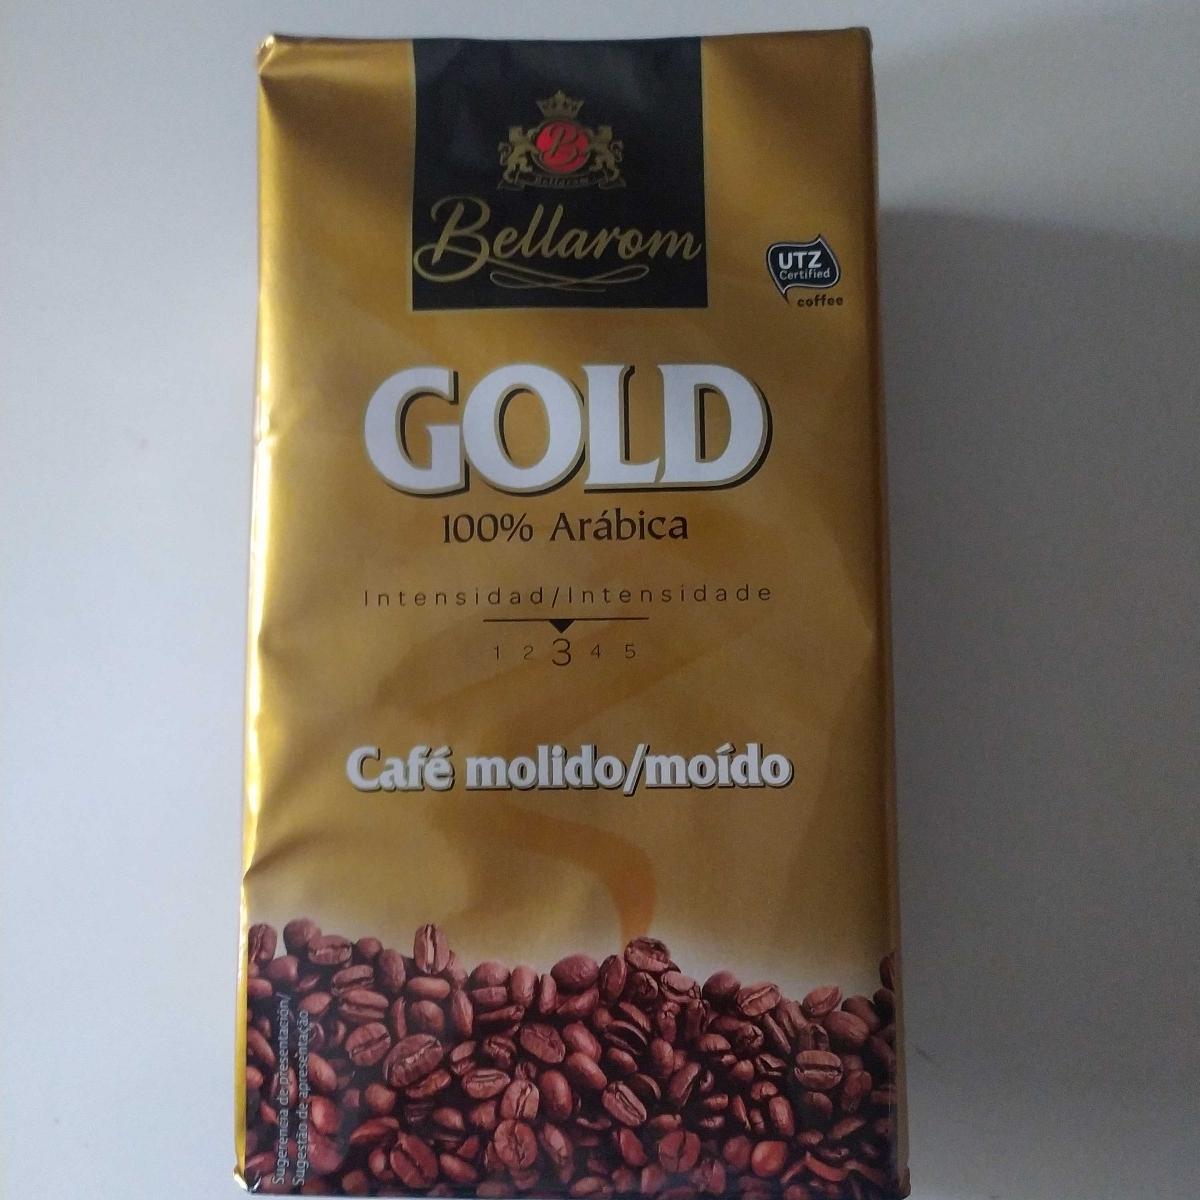 B
Bellarom
Bellarom
UTZ
Certified
coffee
GOLD
100% Arábica
Intensidad/Intensidade
1 2 3 4 5
Café molido/moído
Sugerencia de presentación/
Sugestão de apresentação